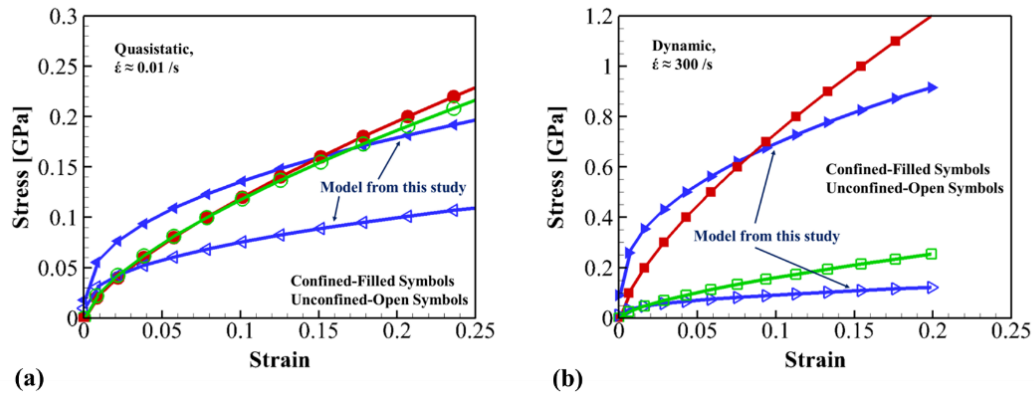 0.3
0.25
0.2
0.15
0.1
0.05
0
Stress [GPa]
Quasistatic,
ε̇ ≈ 0.01 /s
Model from this study
Confined-Filled Symbols
Unconfined-Open Symbols
0 0.05 0.1 0.15 0.2 0.25
Strain
(a)
1.2
1
0.8
0.6
0.4
0.2
0
Stress [GPa]
Dynamic,
ε̇ ≈ 300 /s
Confined-Filled Symbols
Unconfined-Open Symbols
Model from this study
0 0.05 0.1 0.15 0.2 0.25
Strain
(b)